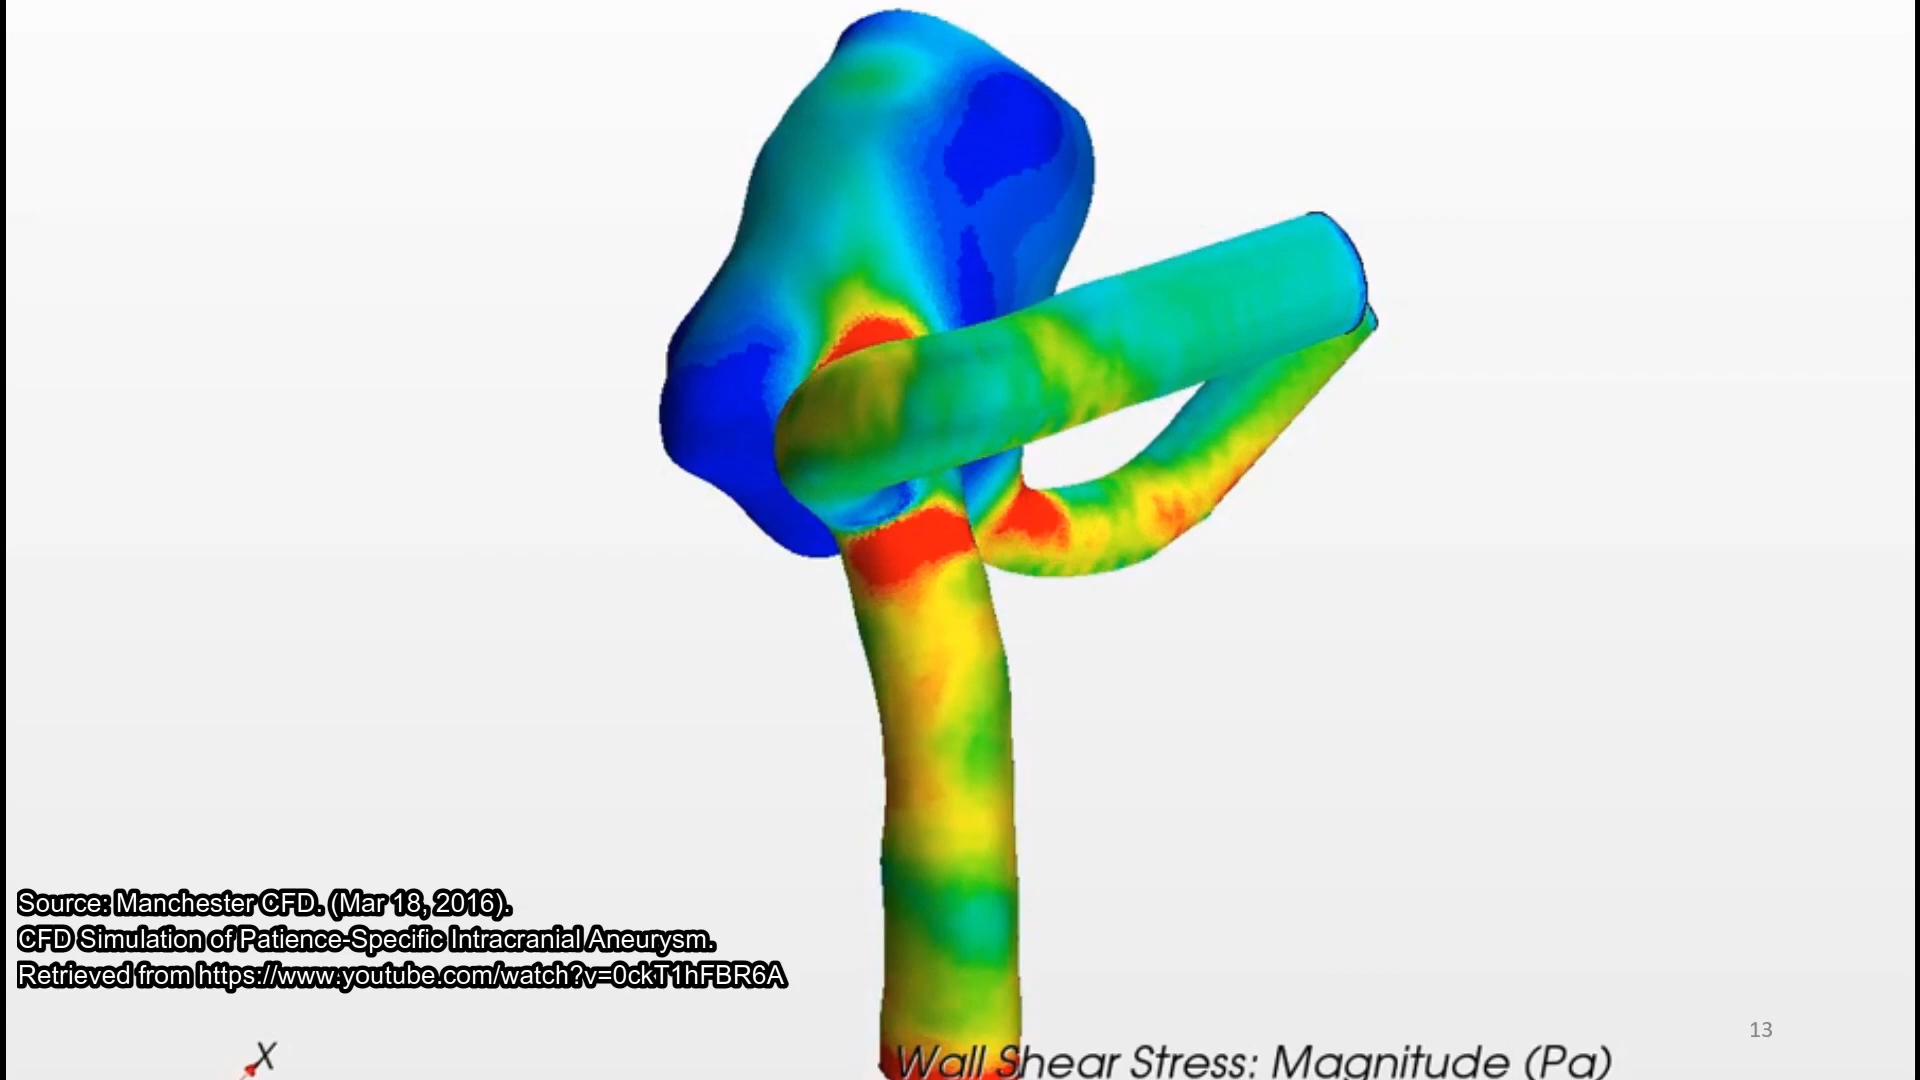 Source: Manchester CFD. (Mar 18, 2016).
CFD Simulation of Patience-Specific Intracranial Aneurysm.
Retrieved from https://www.youtube.com/watch?v=0ckT1hFBR6A
13
X
Wall Shear Stress: Magnitude (Pa)